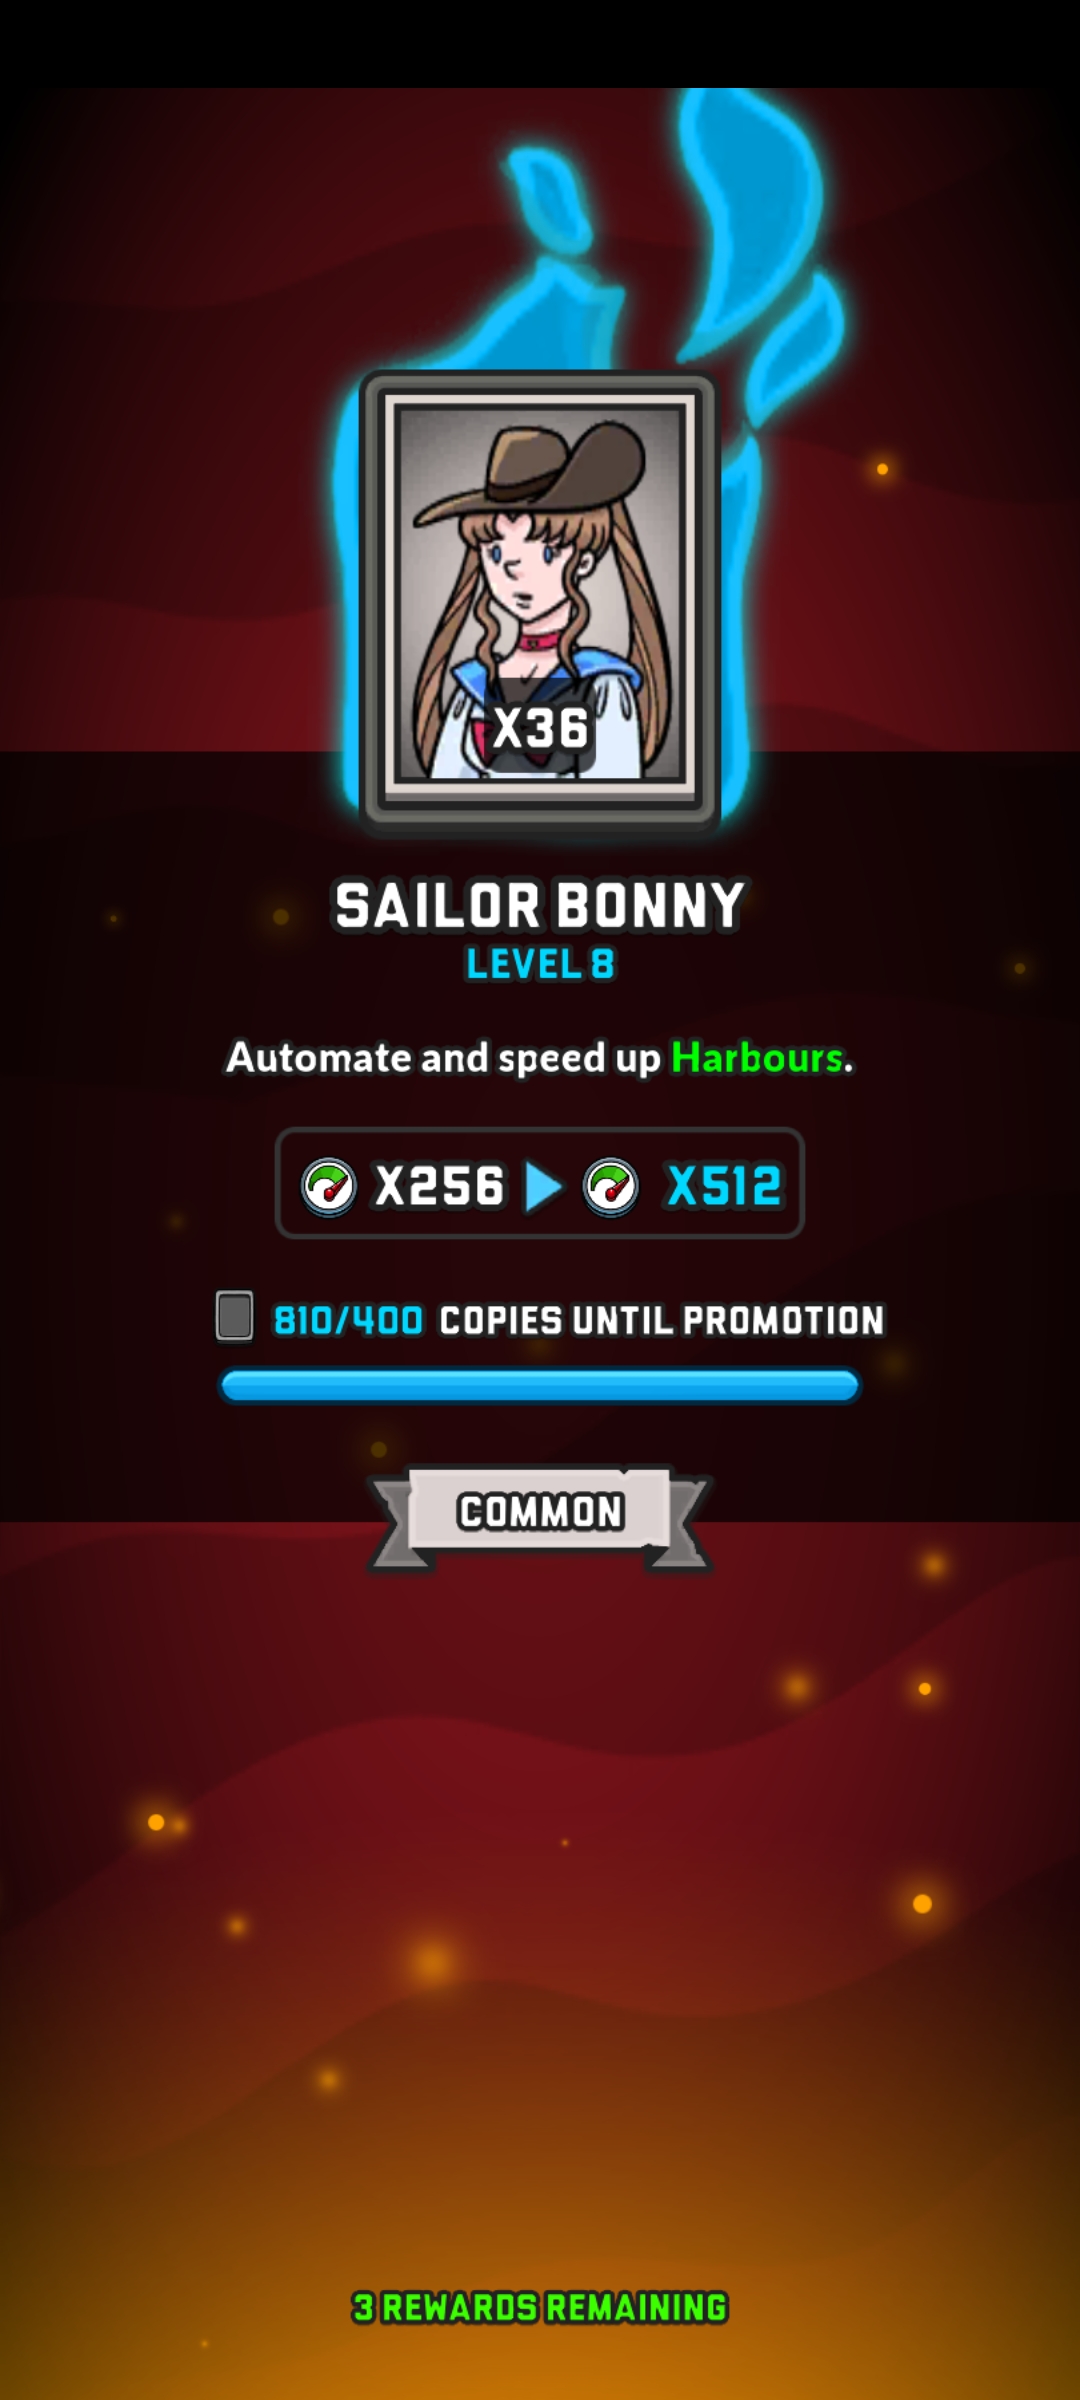 X36
SAILOR BONNY
LEVEL 8
Automate and speed up Harbours.
X256 X512
810/400 COPIES UNTIL PROMOTION
COMMON
3 REWARDS REMAINING